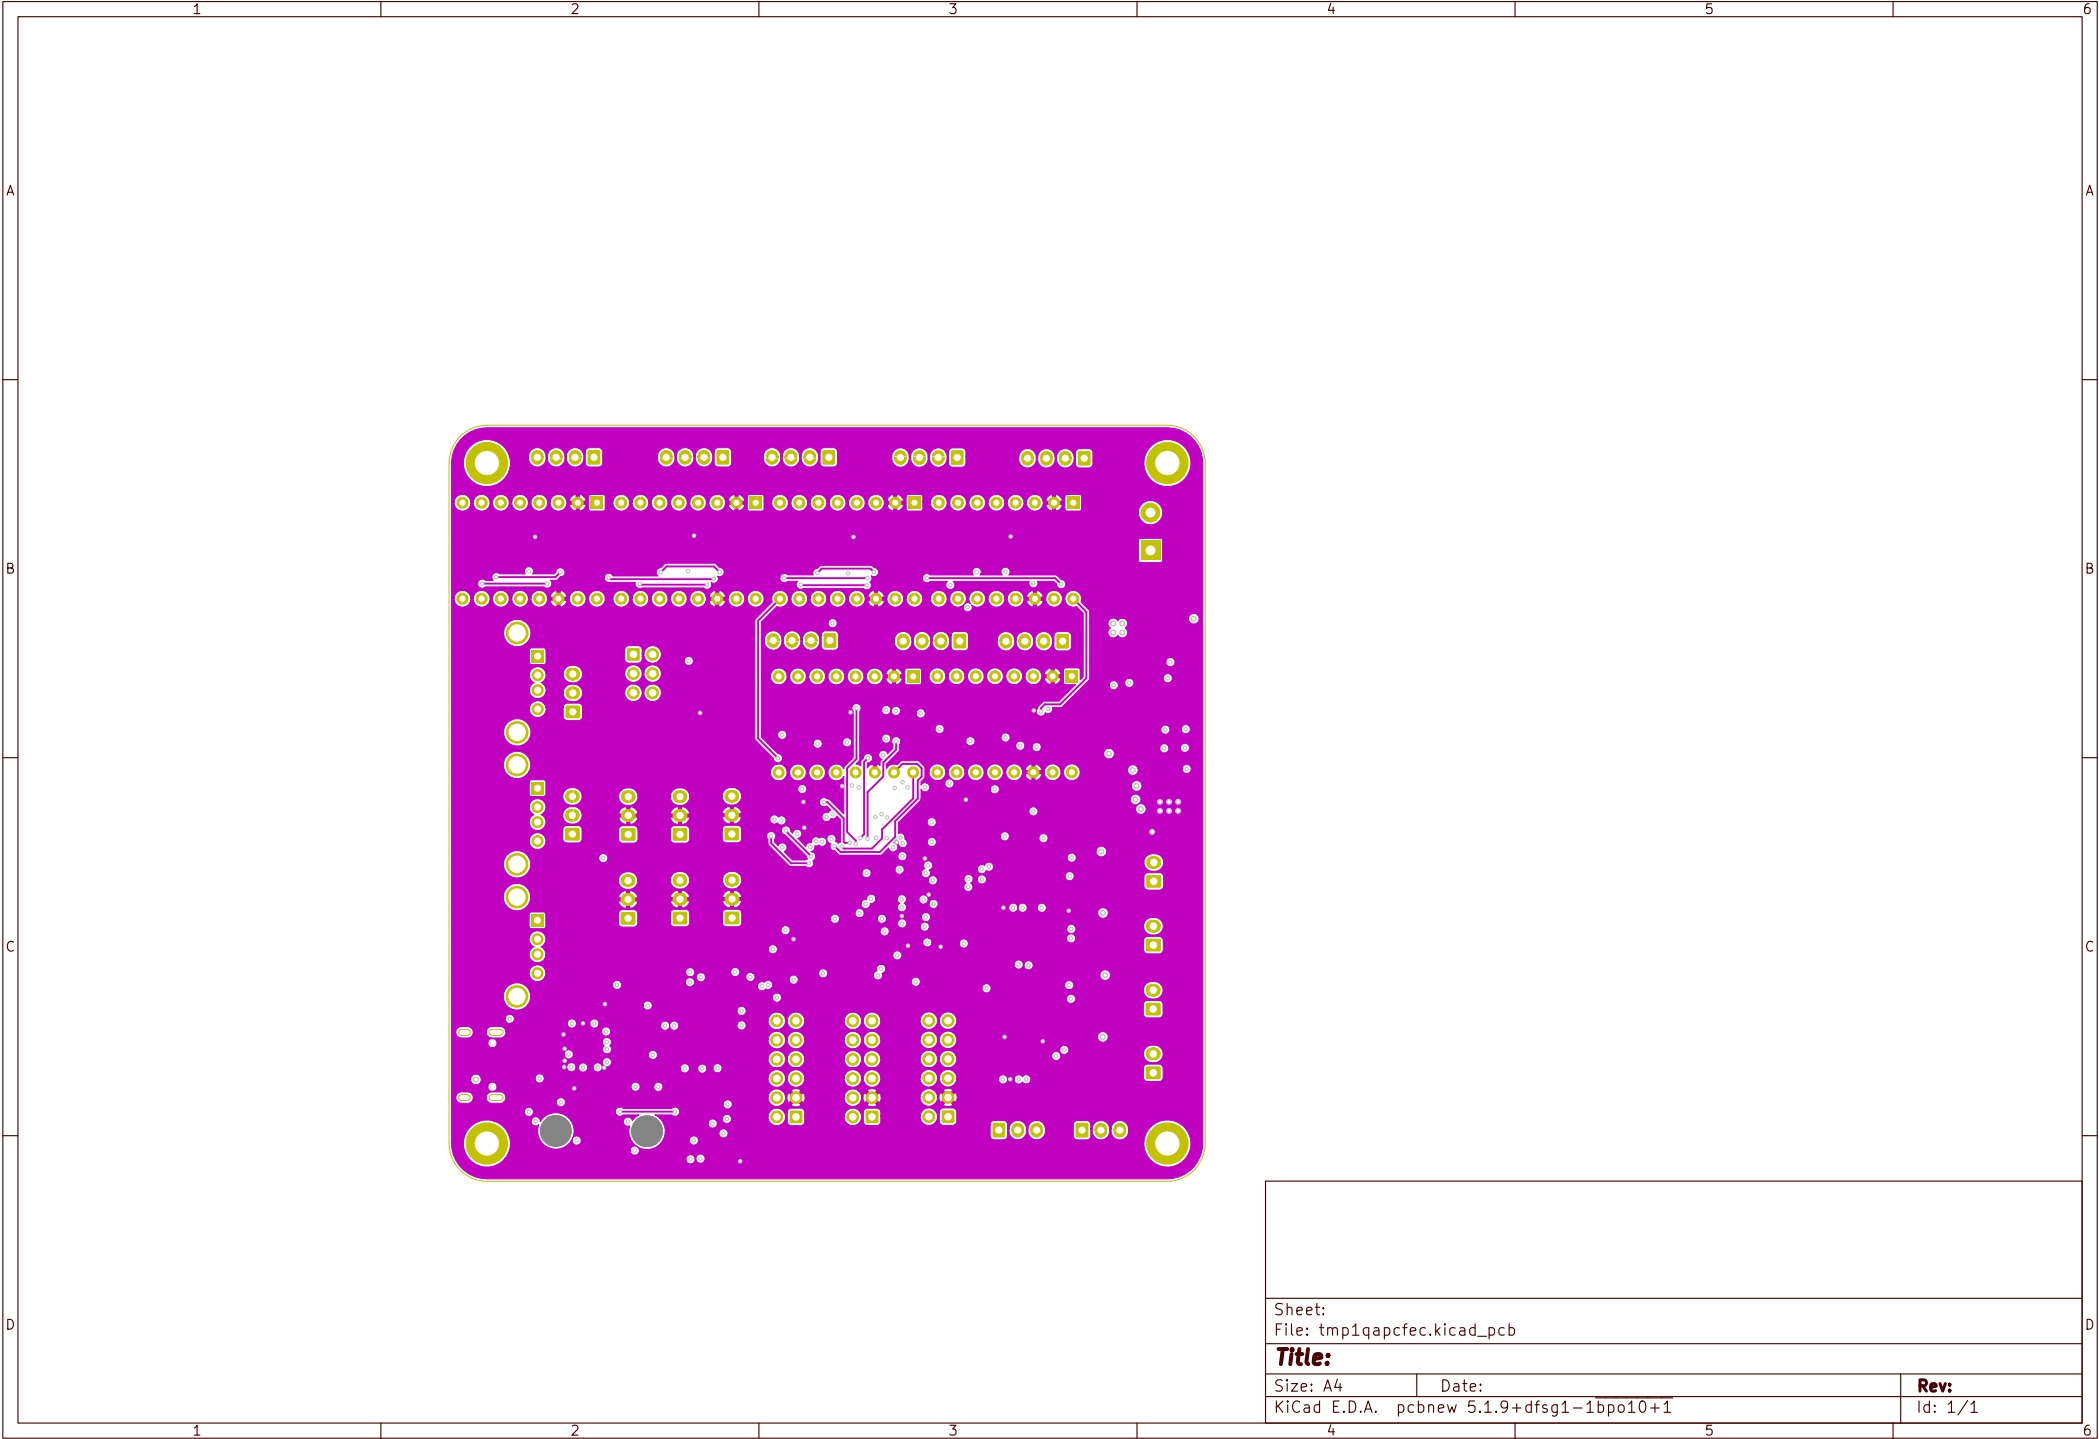 1 2 3 4 5 6
A A
B B
C C
D D
Sheet:
File: tmp1qapcfec.kicad_pcb
Title:
Size: A4 Date: Rev:
KiCad E.D.A. pcbnew 5.1.9+dfsg1-1bpo10+1 Id: 1/1
1 2 3 4 5 6